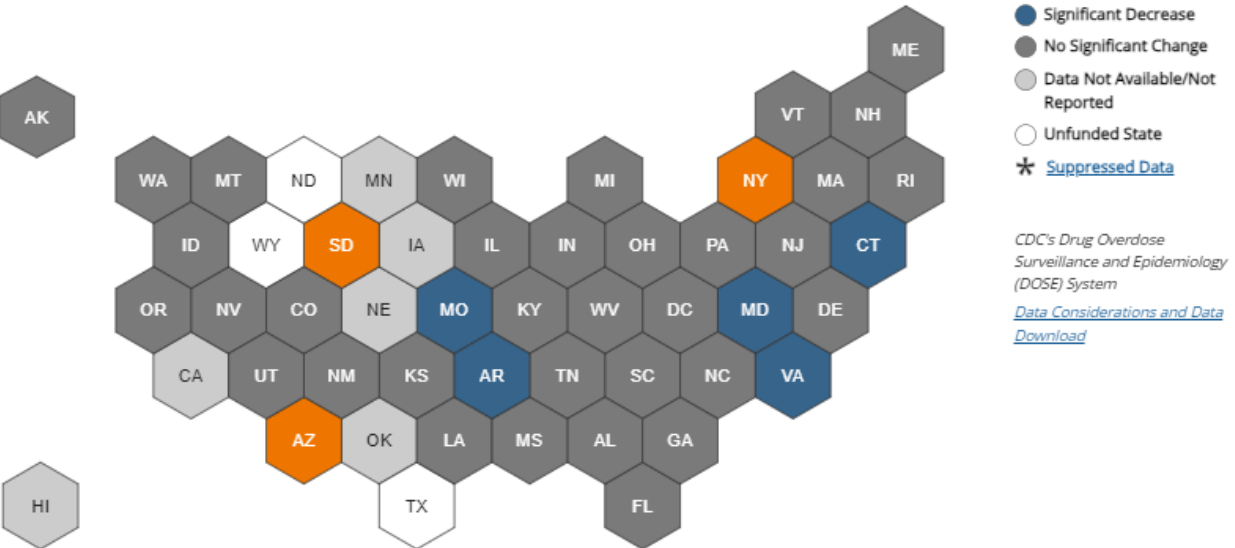 Significant Decrease
ME
No Significant Change
Data Not Available/Not
Reported
AK
VT
NH
Unfunded State
* Suppressed Data
WA
MT
ND
MN
WI
MI
NY
MA
RI
ID
WY
SD
IA
IL
IN
OH
PA
NJ
CT
CDC's Drug Overdose
Surveillance and Epidemiology
(DOSE) System
Data Considerations and Data
Download
OR
NV
CO
NE
MO
KY
WV
DC
MD
DE
CA
UT
NM
KS
AR
TN
SC
NC
VA
AZ
OK
LA
MS
AL
GA
HI
TX
FL